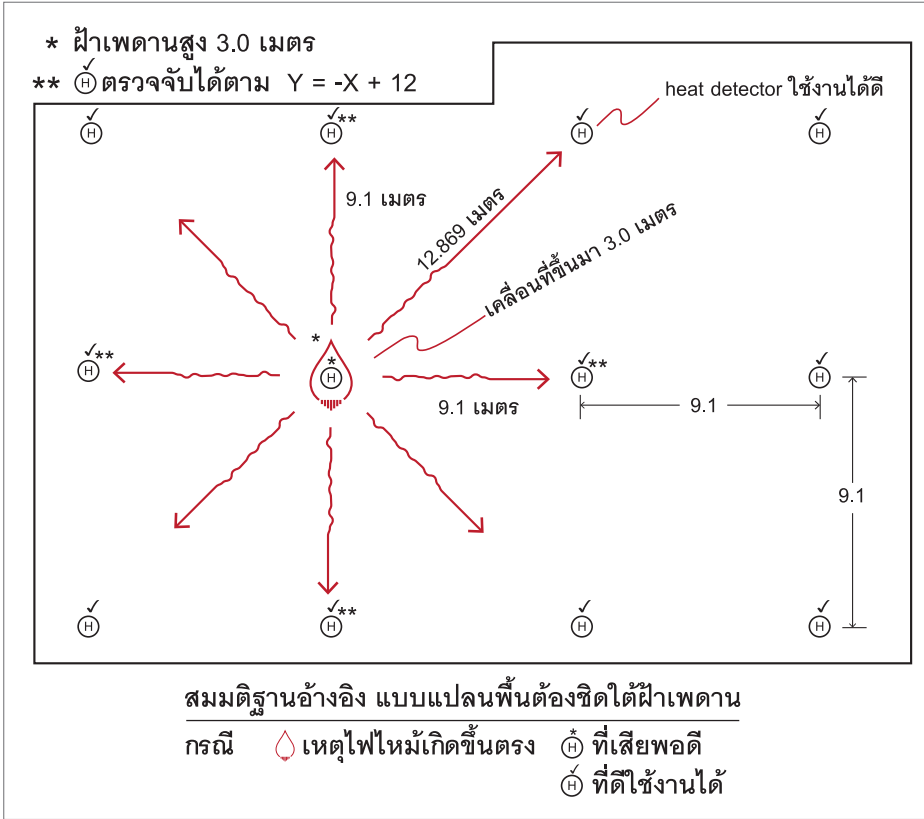 * ฝ้าเพดานสูง 3.0 เมตร
** ✓ H ตรวจจับได้ตาม Y = -X + 12
heat detector ใช้งานได้ดี
✓ H
✓** H
✓ H
✓ H
9.1 เมตร
12.869 เมตร
เคลื่อนที่ขึ้นมา 3.0 เมตร
*
✓** H
* H
✓** H
✓ H
9.1 เมตร
9.1
9.1
✓ H
✓** H
✓ H
✓ H
สมมติฐานอ้างอิง แบบแปลนพื้นต้องชิดใต้ฝ้าเพดาน
กรณี เหตุไฟไหม้เกิดขึ้นตรง * H ที่เสียพอดี
✓ H ที่ดีใช้งานได้